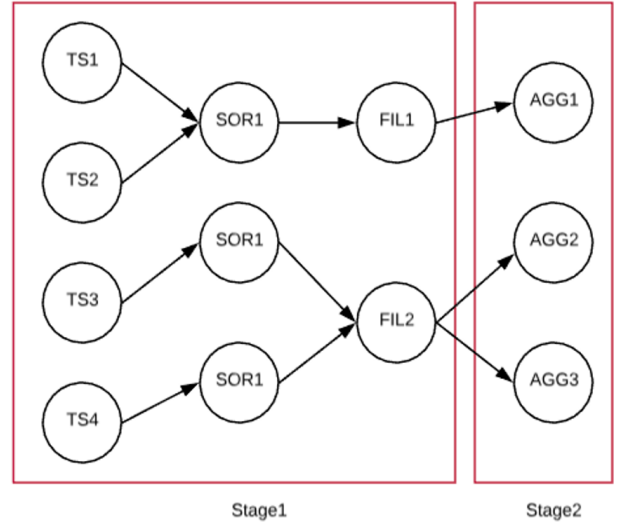 TS1
TS2
TS3
TS4
SOR1
SOR1
SOR1
FIL1
FIL2
AGG1
AGG2
AGG3
Stage1
Stage2